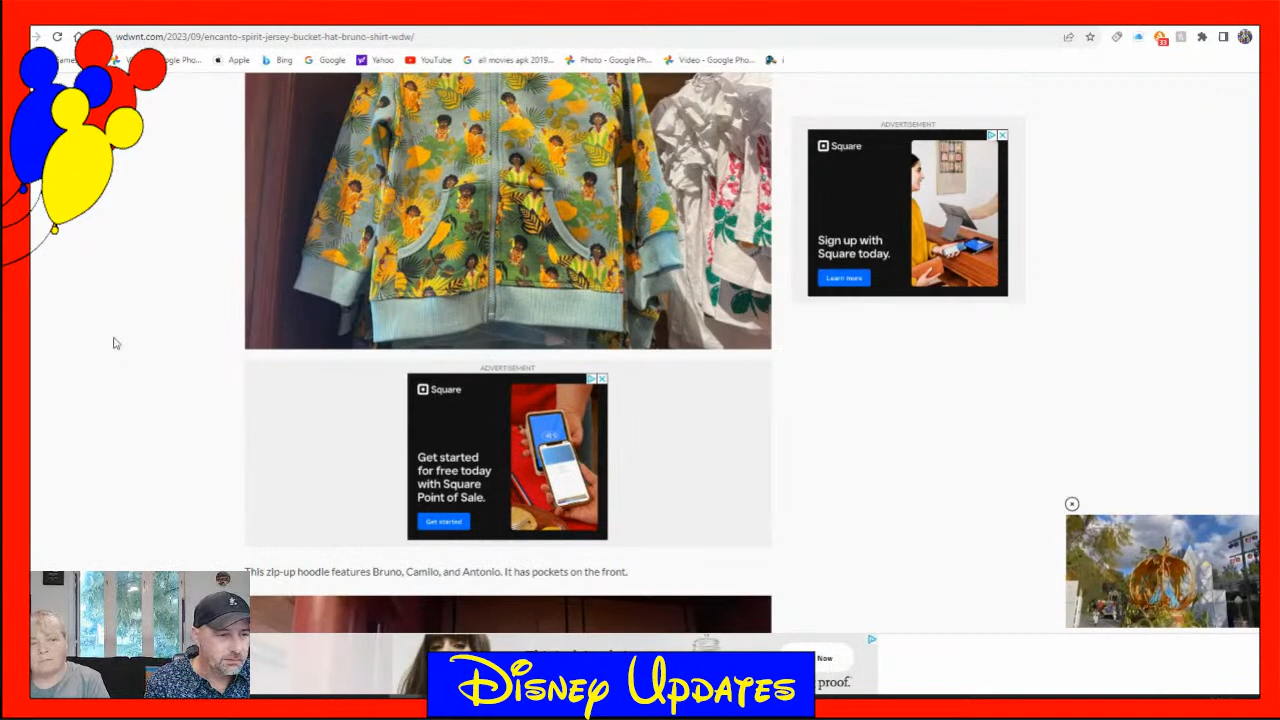 wdwnt.com/2023/09/encanto-spirit-jersey-bucket-hat-bruno-shirt-wdw/
33
Apple
Bing
Google
Yahoo
YouTube
all movies apk 2019...
Photo - Google Ph...
Video - Google Pho...
ADVERTISEMENT
Square
Sign up with
Square today.
Learn more
ADVERTISEMENT
Square
Get started
for free today
with Square
Point of Sale.
Get started
This zip-up hoodie features Bruno, Camilo, and Antonio. It has pockets on the front.
Now
proof.
Disney Updates